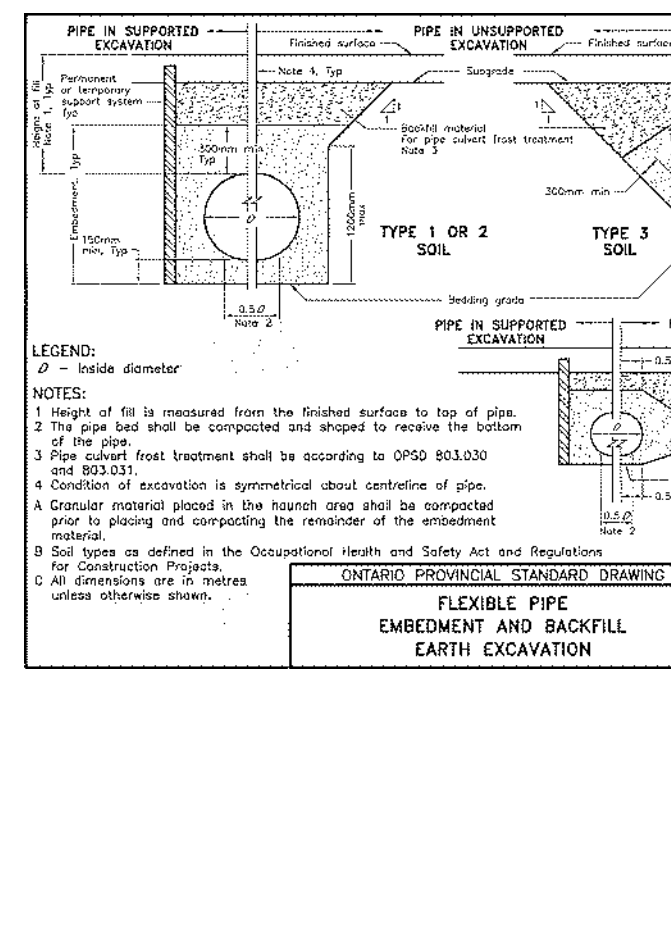 PIPE IN SUPPORTED
EXCAVATION
PIPE IN UNSUPPORTED
EXCAVATION
Finished surface
Finished surface
Note 4, Typ
Subgrade
Permanent
or temporary
support system
Typ
Height of fill
Note 1, Typ
Embedment, Typ
300mm min
Typ
1
1
1
Backfill material
For pipe culvert frost treatment
Note 3
300mm min
150mm
min, Typ
D
1200mm
max
TYPE 1 OR 2
SOIL
TYPE 3
SOIL
Bedding grade
0.5D
Note 2
PIPE IN SUPPORTED
EXCAVATION
D
0.5D
Note 2
LEGEND:
D - Inside diameter
NOTES:
1 Height of fill is measured from the finished surface to top of pipe.
2 The pipe bed shall be compacted and shaped to receive the bottom
of the pipe.
3 Pipe culvert frost treatment shall be according to OPSD 803.030
and 803.031.
4 Condition of excavation is symmetrical about centreline of pipe.
A Granular material placed in the haunch area shall be compacted
prior to placing and compacting the remainder of the embedment
material.
B Soil types as defined in the Occupational Health and Safety Act and Regulations
for Construction Projects.
C All dimensions are in metres
unless otherwise shown.
ONTARIO PROVINCIAL STANDARD DRAWING
FLEXIBLE PIPE
EMBEDMENT AND BACKFILL
EARTH EXCAVATION